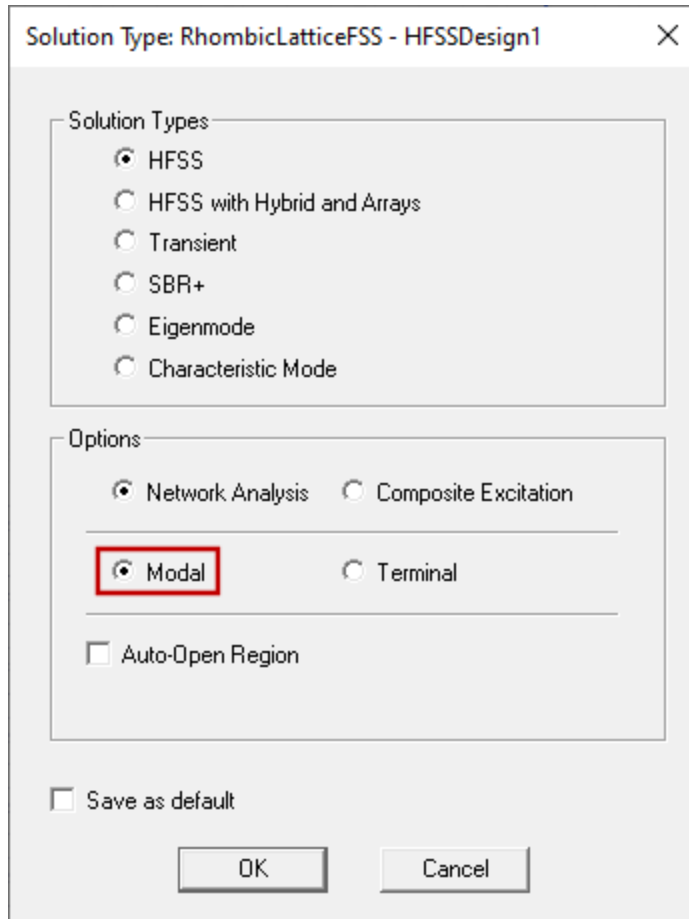 Solution Type: RhombicLatticeFSS - HFSSDesign1
Solution Types
HFSS
HFSS with Hybrid and Arrays
Transient
SBR+
Eigenmode
Characteristic Mode
Options
Network Analysis Composite Excitation
Modal Terminal
Auto-Open Region
Save as default
OK Cancel